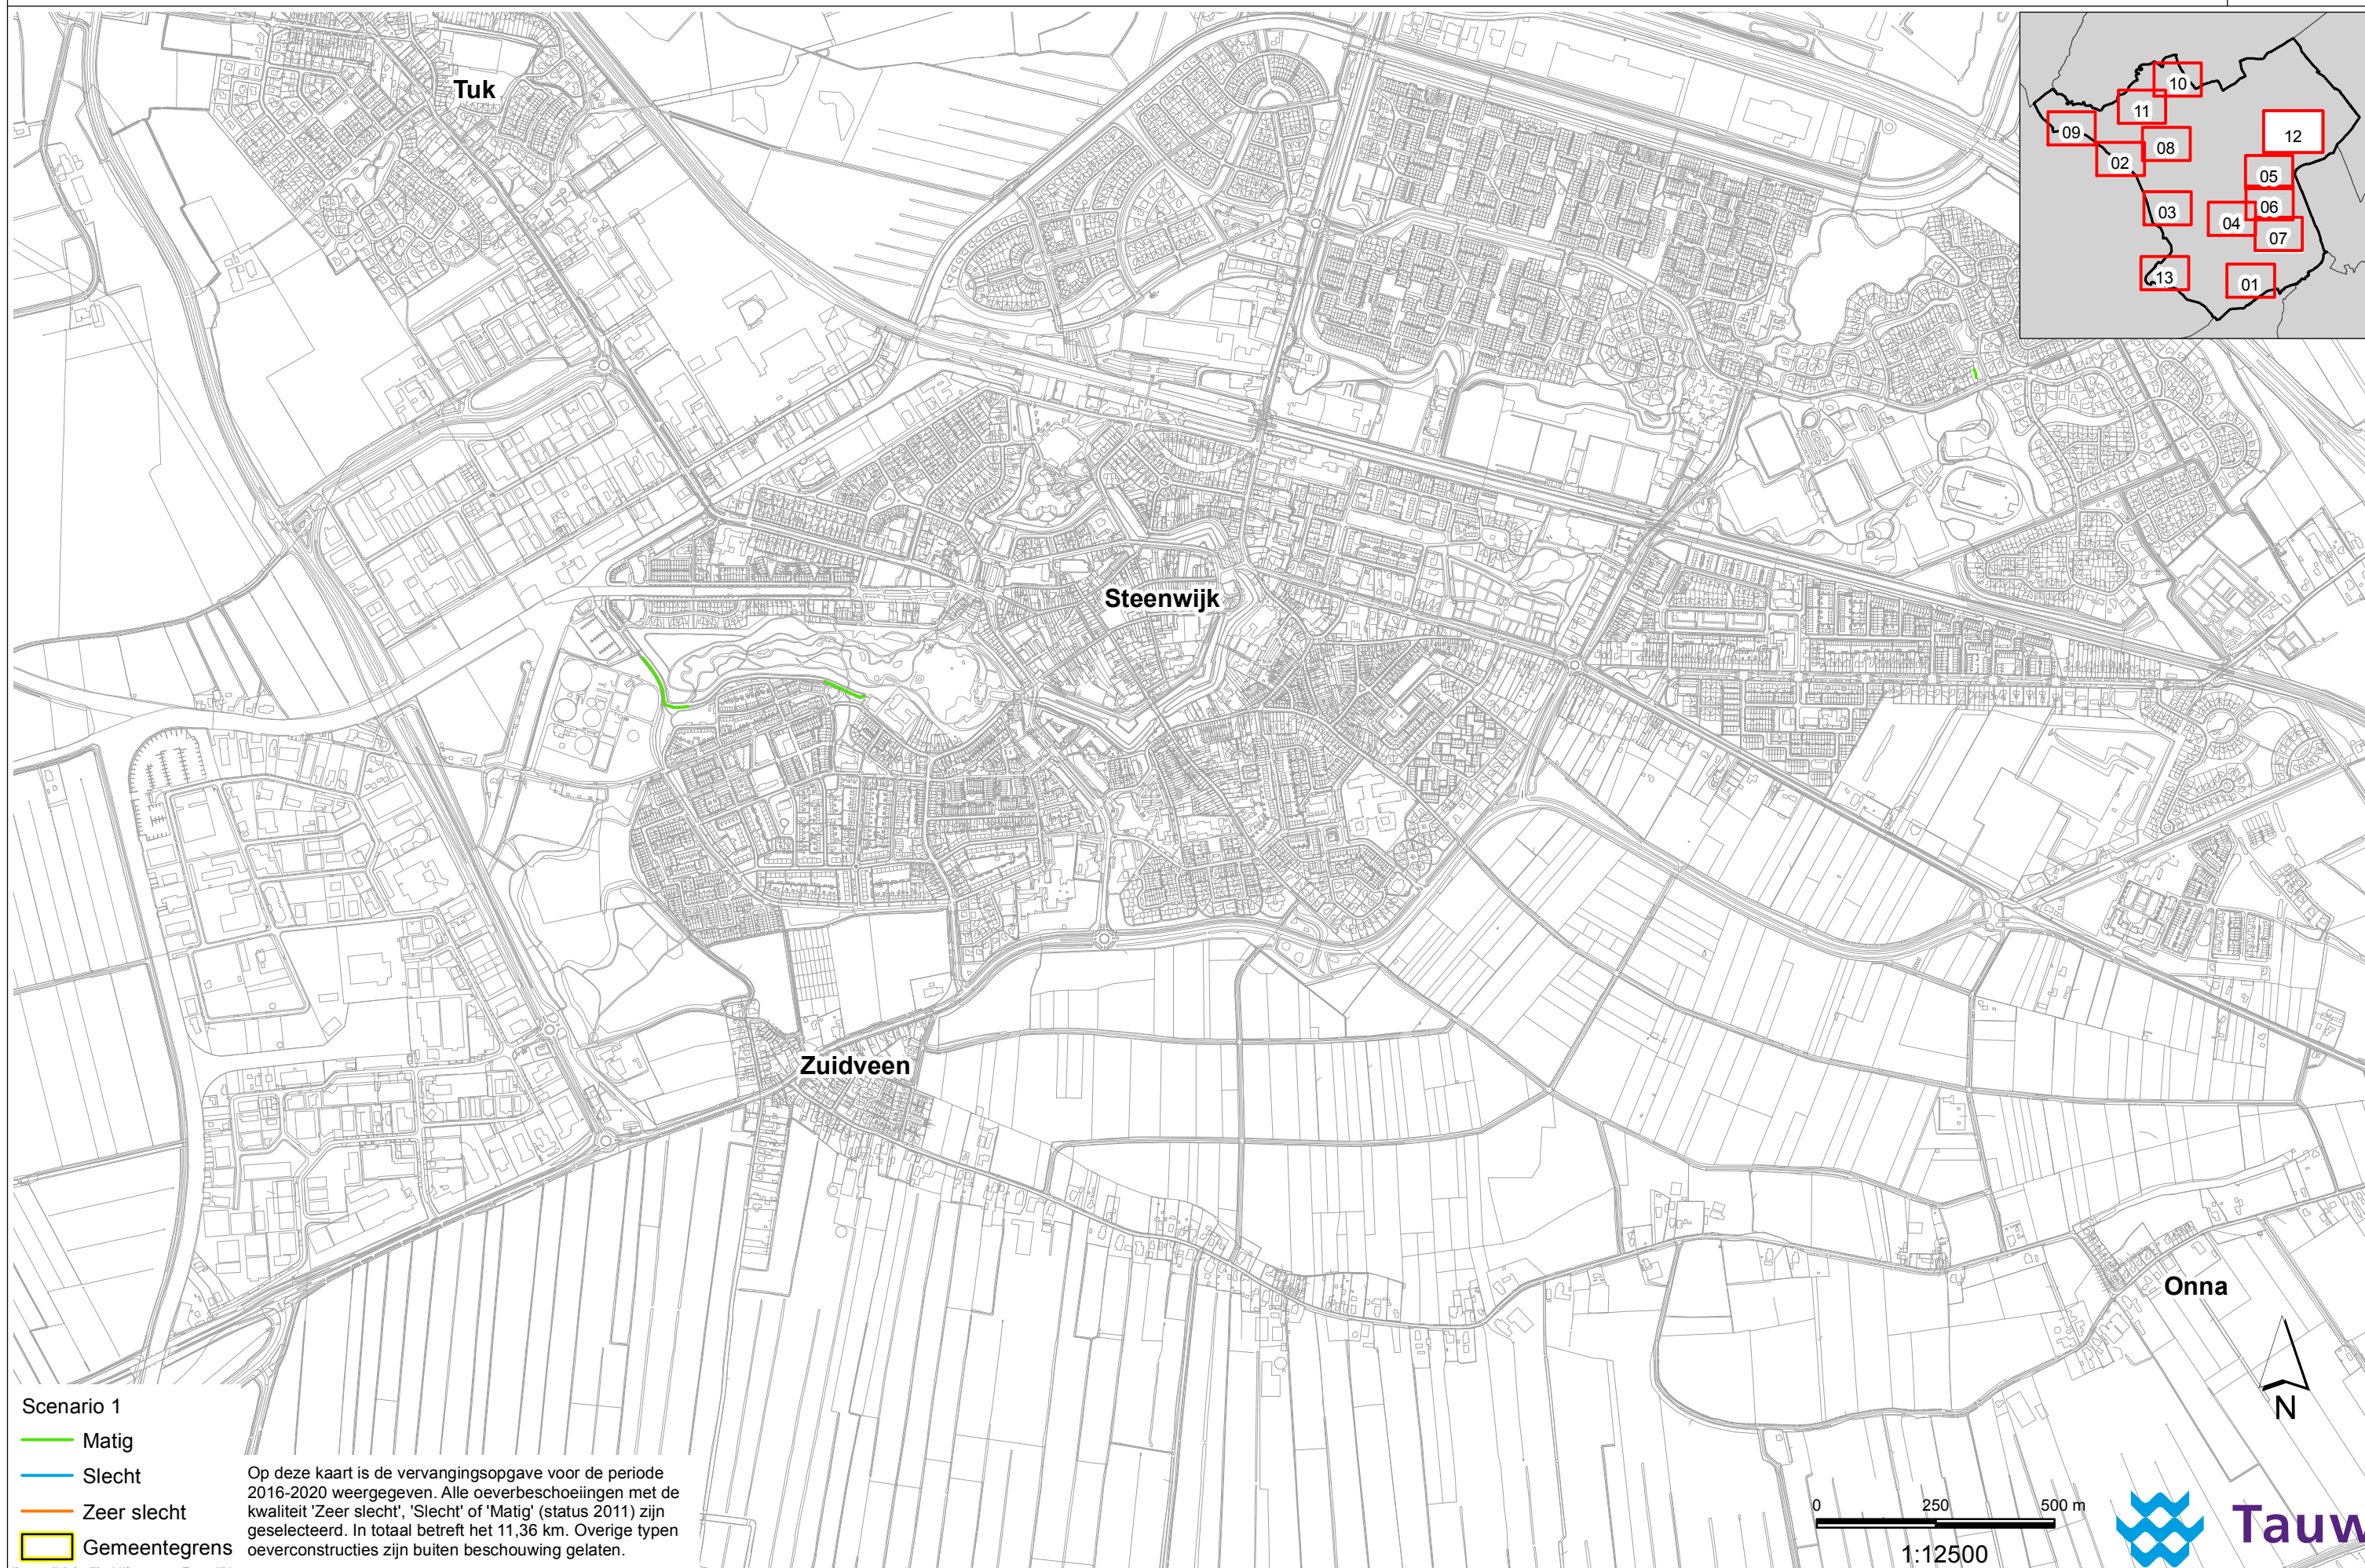 Tuk
10
11
09
12
08
02
05
03
06
04
07
13
01
Steenwijk
Zuidveen
Onna
N
Scenario 1
Matig
Slecht
Zeer slecht
Gemeentegrens
Op deze kaart is de vervangingsopgave voor de periode
2016-2020 weergegeven. Alle oeverbeschoeiingen met de
kwaliteit 'Zeer slecht', 'Slecht' of 'Matig' (status 2011) zijn
geselecteerd. In totaal betreft het 11,36 km. Overige typen
oeverconstructies zijn buiten beschouwing gelaten.
0 250 500 m
1:12500
Tauw